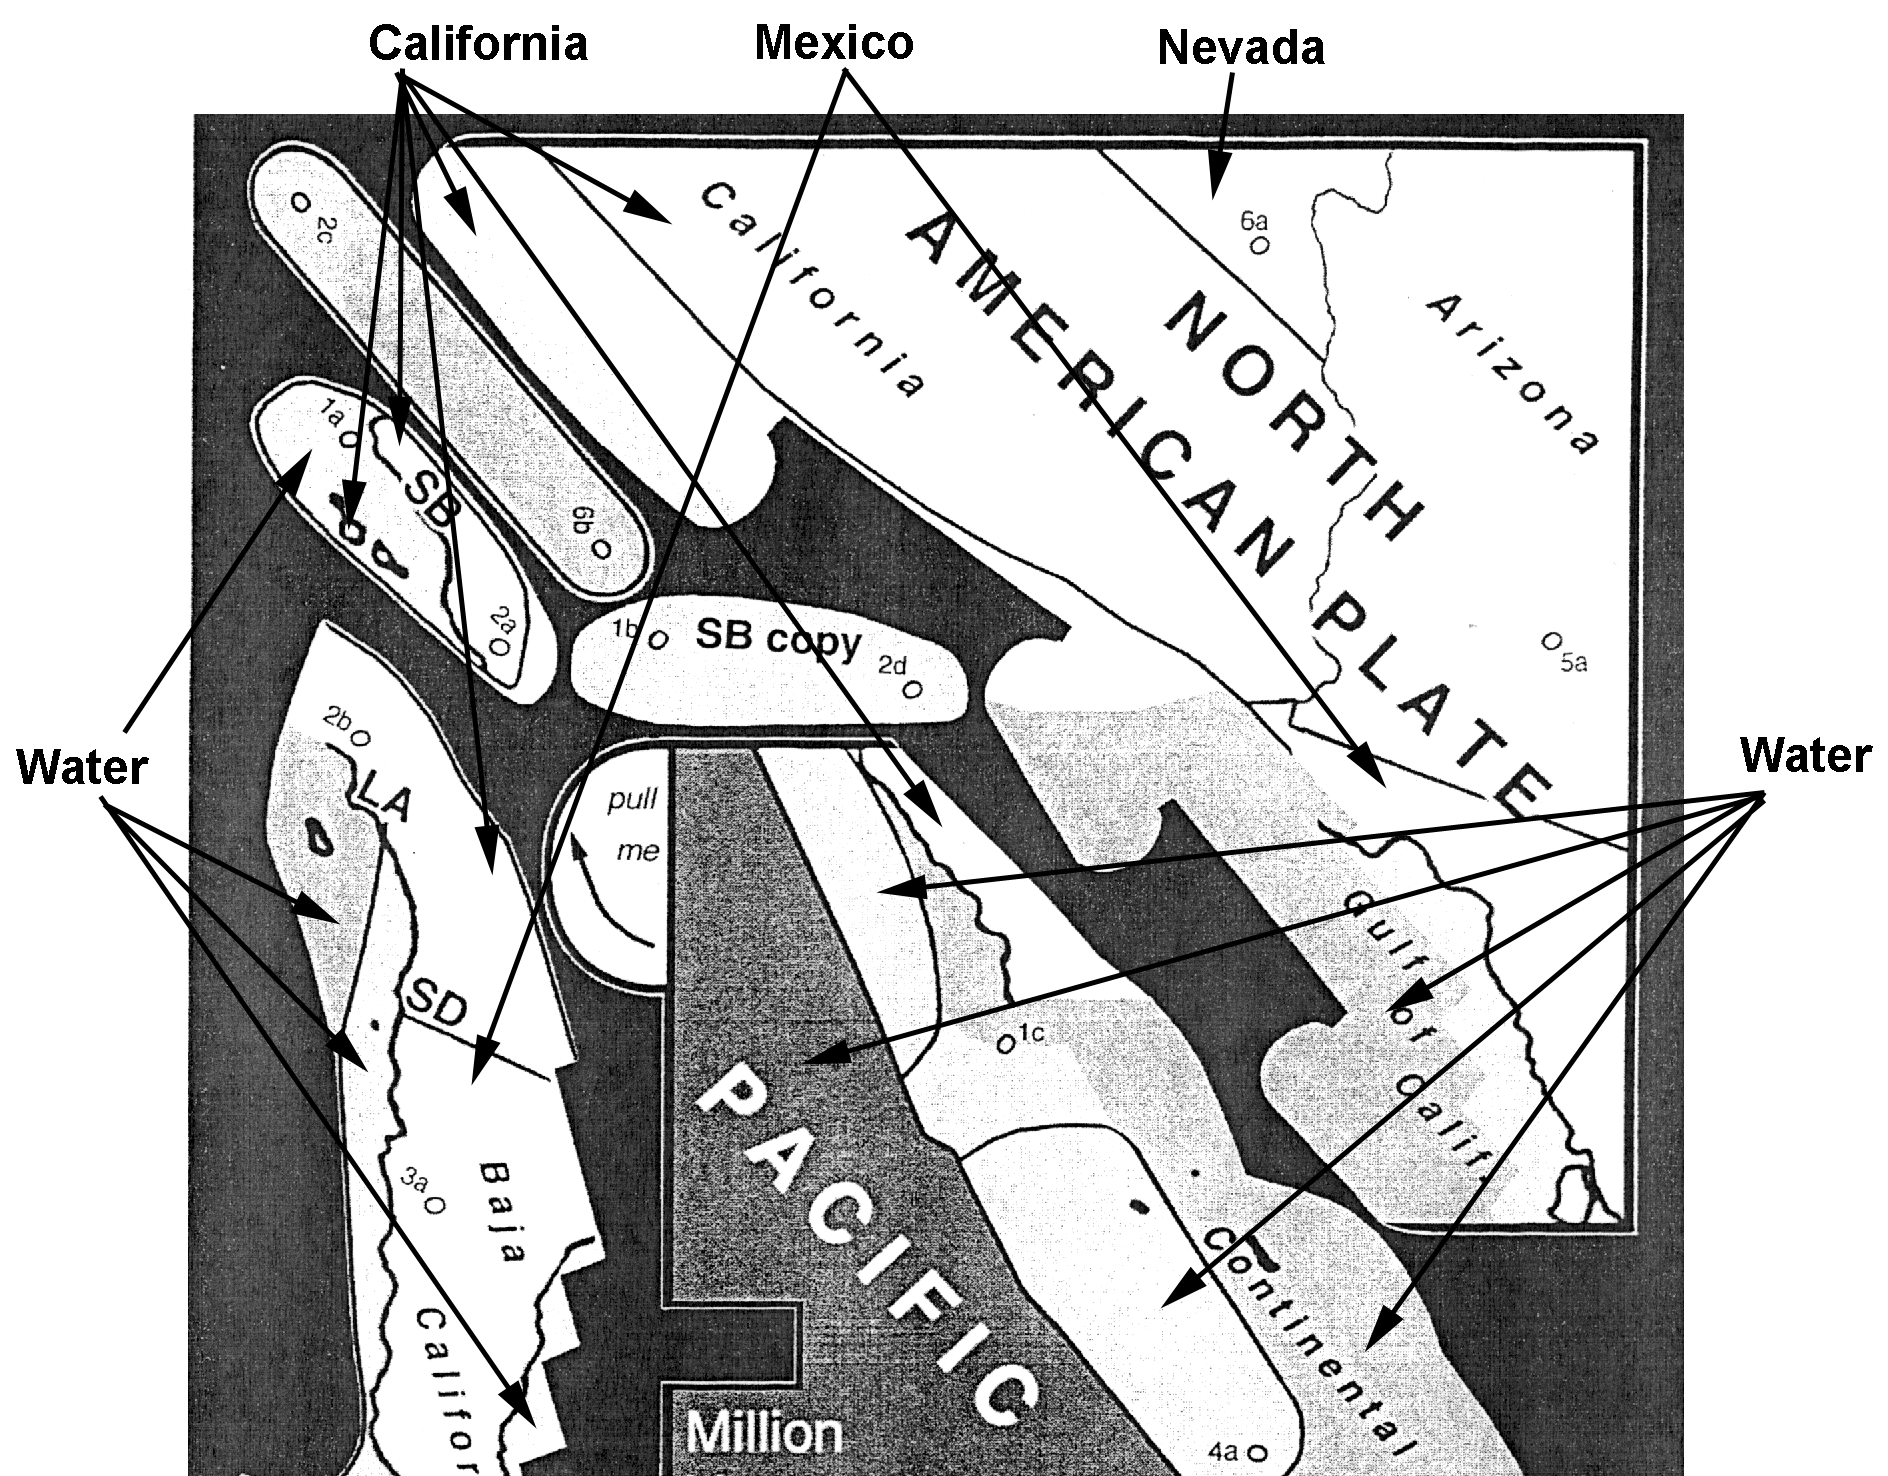 California
Mexico
Nevada
2c
California
AMERICAN PLATE
NORTH
6a
Arizona
1a
SB
6b
2a
1b
SB copy
2d
5a
Water
Water
2b
LA
pull
me
SD
1c
Gulf of Calif.
PACIFIC
3a
Baja
Califor
Continental
Million
4a